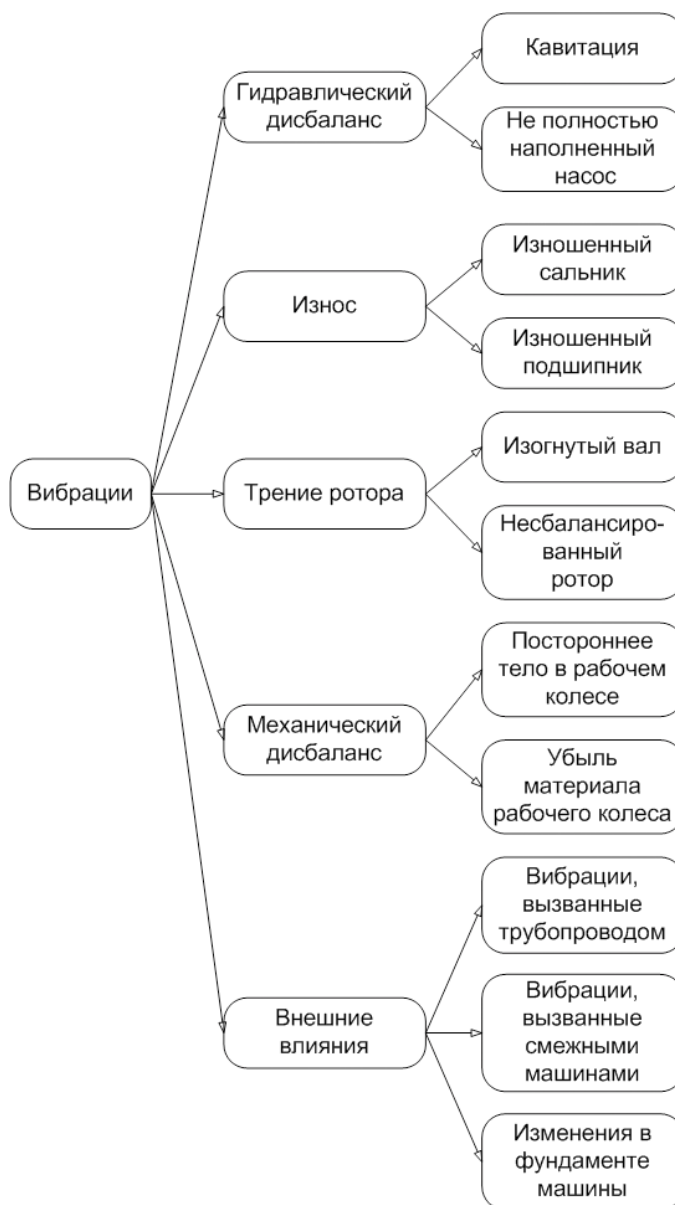 Кавитация
Гидравлический
дисбаланс
Не полностью
наполненный
насос
Изношенный
сальник
Износ
Изношенный
подшипник
Изогнутый вал
Вибрации
Трение ротора
Несбалансиро-
ванный
ротор
Постороннее
тело в рабочем
колесе
Механический
дисбаланс
Убыль
материала
рабочего колеса
Вибрации,
вызванные
трубопроводом
Внешние
влияния
Вибрации,
вызванные
смежными
машинами
Изменения в
фундаменте
машины